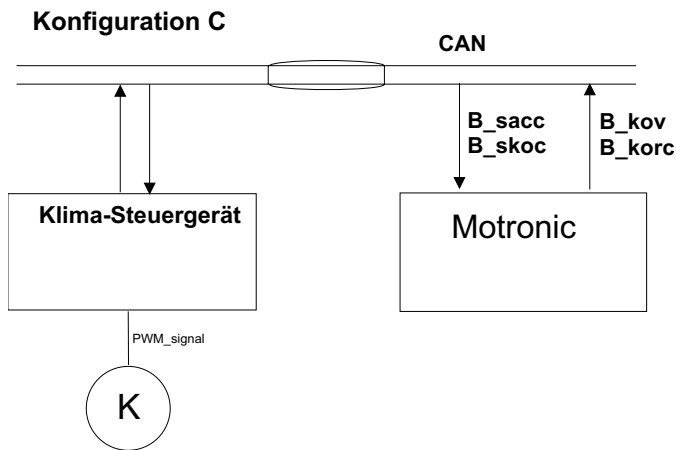 Konfiguration C
CAN
B_sacc
B_skoc
B_kov
B_korc
Klima-Steuergerät
Motronic
PWM_signal
K